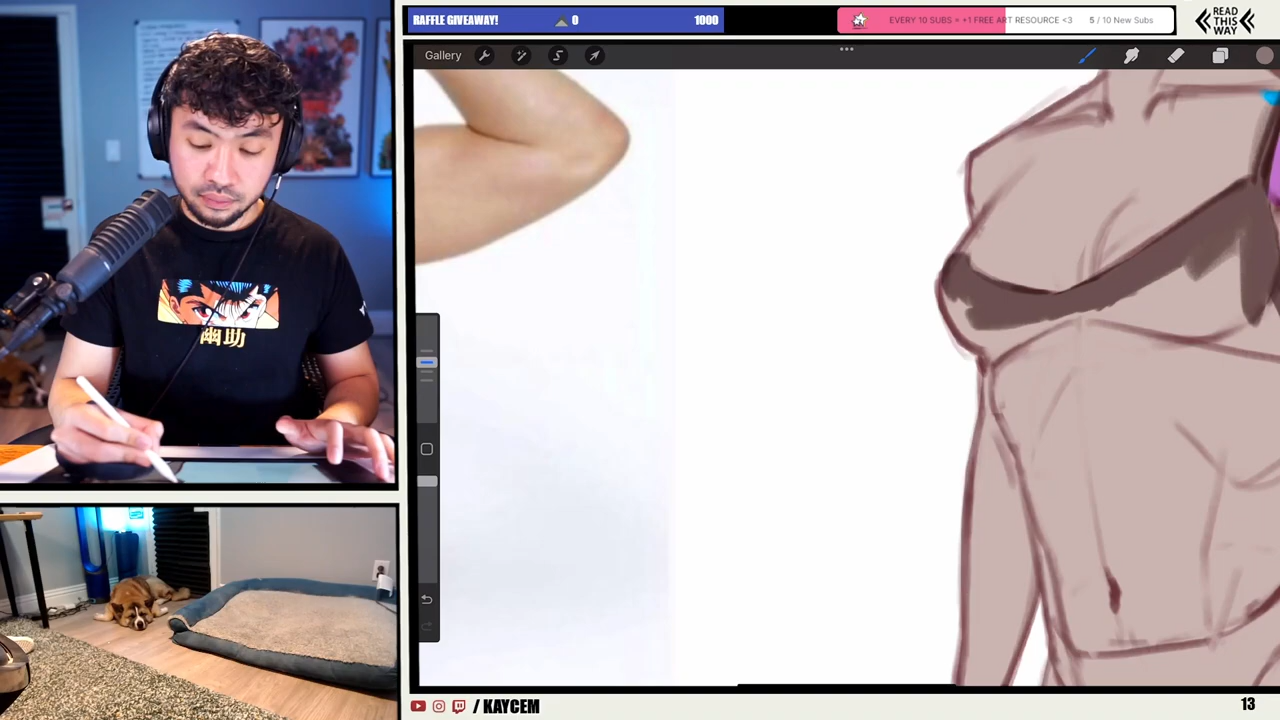 RAFFLE GIVEAWAY!
0
1000
EVERY 10 SUBS = +1 FREE ART RESOURCE <3
5 / 10 New Subs
READ
THIS
WAY
Gallery
幽助
/ KAYCEM
13